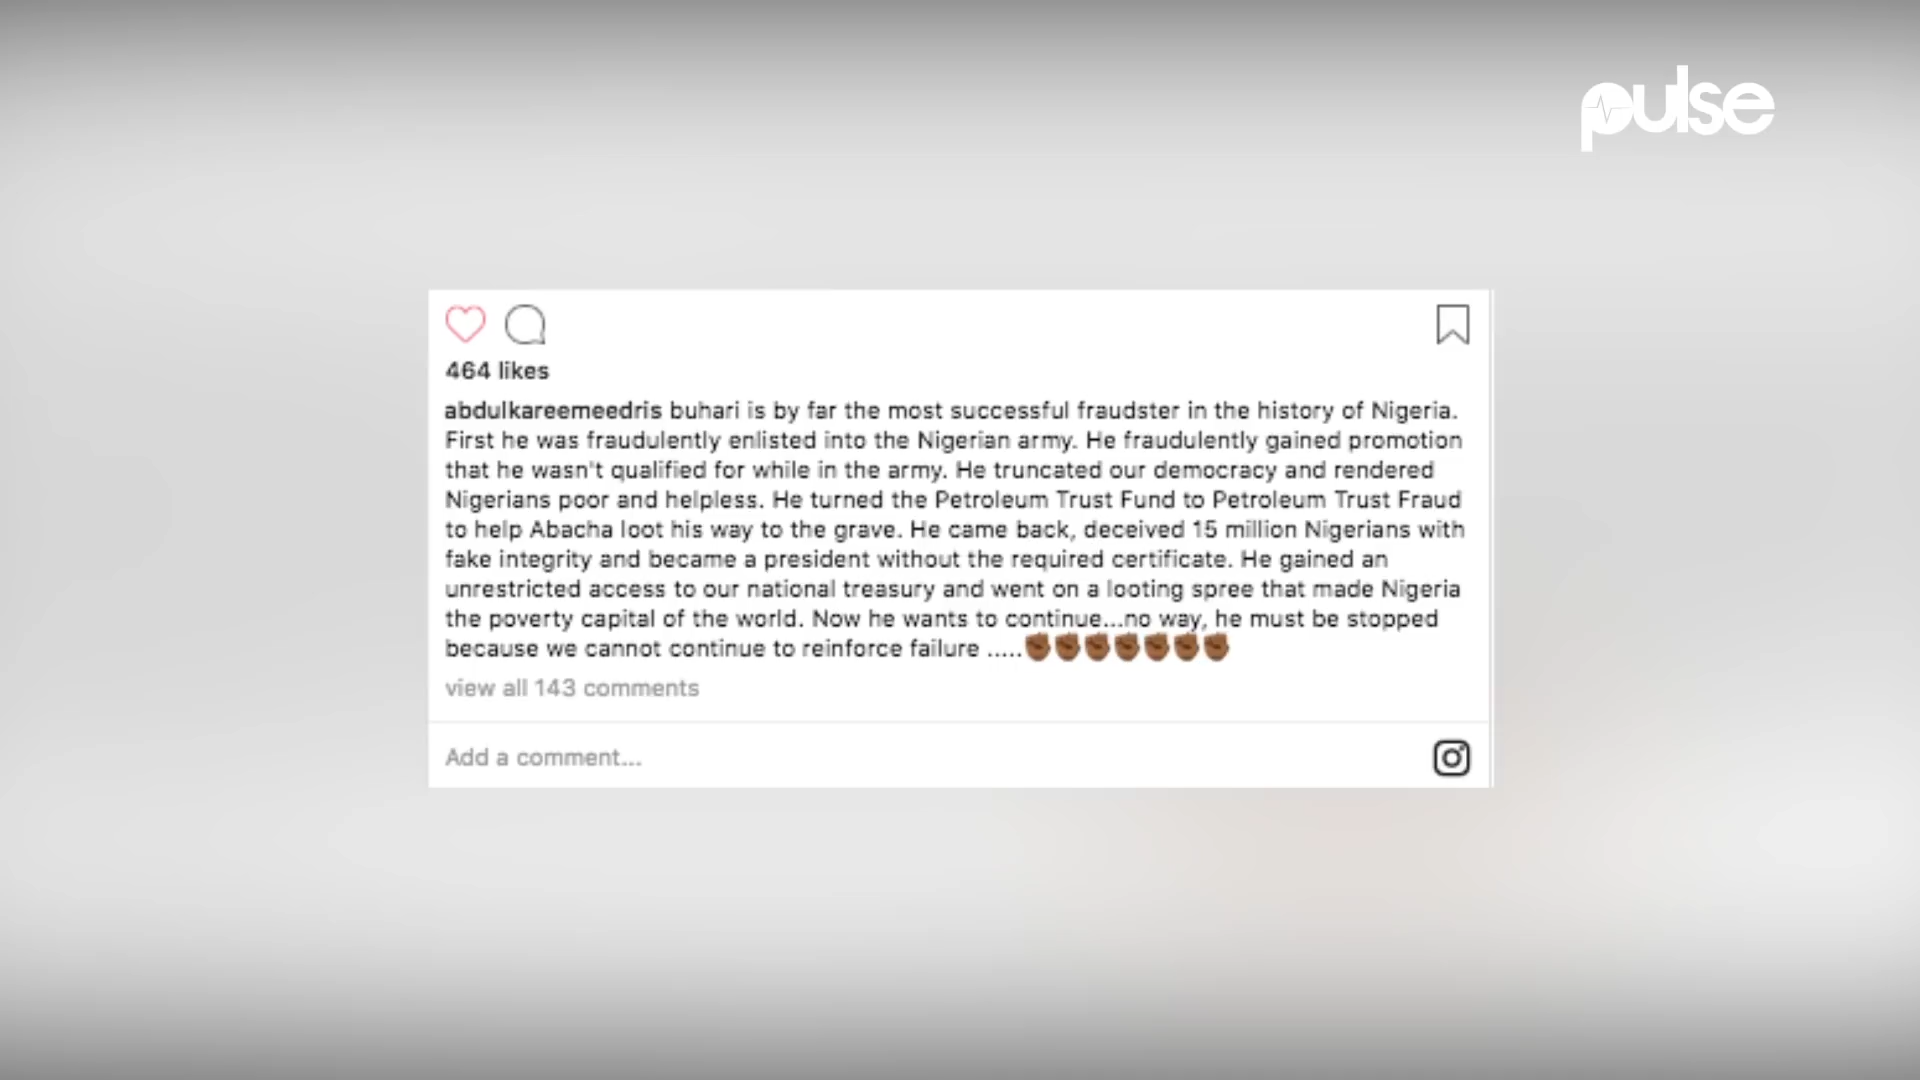 pulse
464 likes
abdulkareemeedris buhari is by far the most successful fraudster in the history of Nigeria.
First he was fraudulently enlisted into the Nigerian army. He fraudulently gained promotion
that he wasn't qualified for while in the army. He truncated our democracy and rendered
Nigerians poor and helpless. He turned the Petroleum Trust Fund to Petroleum Trust Fraud
to help Abacha loot his way to the grave. He came back, deceived 15 million Nigerians with
fake integrity and became a president without the required certificate. He gained an
unrestricted access to our national treasury and went on a looting spree that made Nigeria
the poverty capital of the world. Now he wants to continue...no way, he must be stopped
because we cannot continue to reinforce failure .....✊🏾✊🏾✊🏾✊🏾✊🏾✊🏾✊🏾
view all 143 comments
Add a comment...